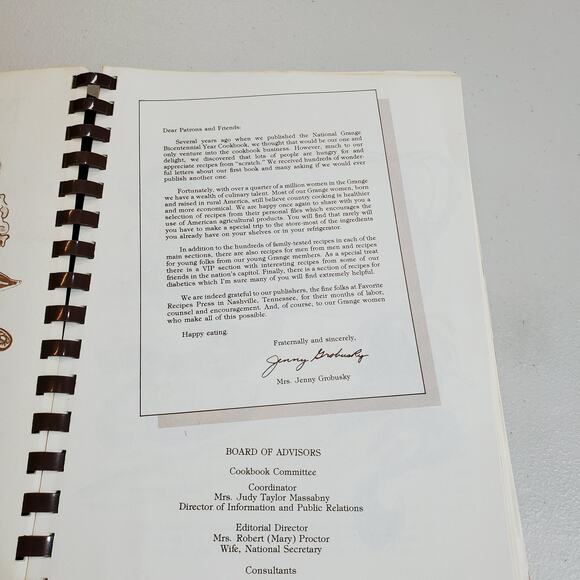 Dear Patrons and Friends:
Several years ago when we published the National Grange
Bicentennial Year Cookbook, we thought that would be our one and
only venture into the cookbook business. However, much to our
delight, we discovered that lots of people are hungry for and
appreciate recipes from "scratch." We received hundreds of wonder-
ful letters about our first book and many asking if we would ever
publish another one.
Fortunately, with over a quarter of a million women in the Grange
we have a wealth of culinary talent. Most of our Grange women, born
and raised in rural America, still believe country cooking is healthier
and more economical. We are happy once again to share with you a
selection of recipes from their personal files which encourages the
use of American agricultural products. You will find that rarely will
you have to make a special trip to the store-most of the ingredients
you already have on your shelves or in your refrigerator.
In addition to the hundreds of family-tested recipes in each of the
main sections, there are also recipes for men from men and recipes
for young folks from our young Grange members. As a special treat
there is a VIP section with interesting recipes from some of our
friends in the nation's capitol. Finally, there is a section of recipes for
diabetics which I'm sure many of you will find extremely helpful.
We are indeed grateful to our publishers, the fine folks at Favorite
Recipes Press in Nashville, Tennessee, for their months of labor,
counsel and encouragement. And, of course, to our Grange women
who make all of this possible.
Happy eating.
Fraternally and sincerely,
Jenny Grobusky
Mrs. Jenny Grobusky
BOARD OF ADVISORS
Cookbook Committee
Coordinator
Mrs. Judy Taylor Massabny
Director of Information and Public Relations
Editorial Director
Mrs. Robert (Mary) Proctor
Wife, National Secretary
Consultants